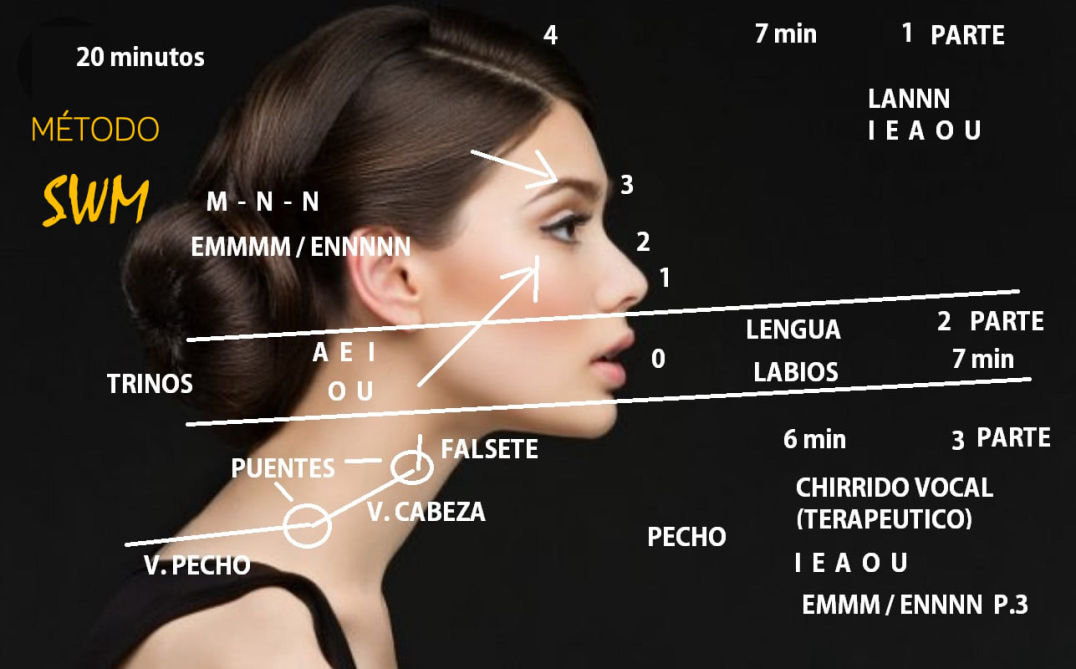 20 minutos
4
7 min
1 PARTE
MÉTODO
SWM
LANNN
I E A O U
M - N - N
EMMMM / ENNNNN
3
2
1
TRINOS
A E I
O U
0
LENGUA
LABIOS
2 PARTE
7 min
PUENTES
FALSETE
V. CABEZA
V. PECHO
PECHO
6 min
3 PARTE
CHIRRIDO VOCAL
(TERAPEUTICO)
I E A O U
EMMM / ENNNN P.3